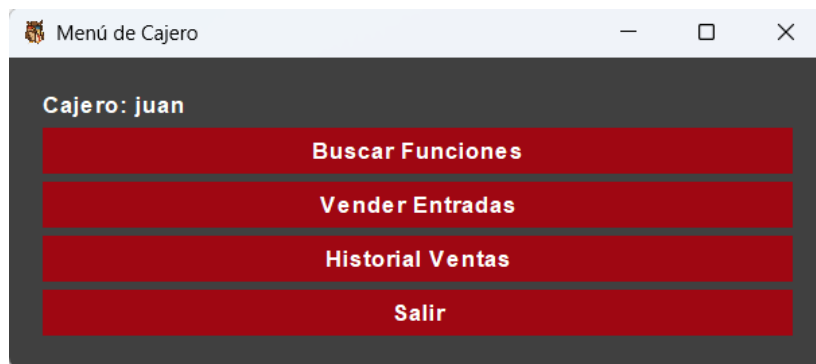 Menú de Cajero
Cajero: juan
Buscar Funciones
Vender Entradas
Historial Ventas
Salir